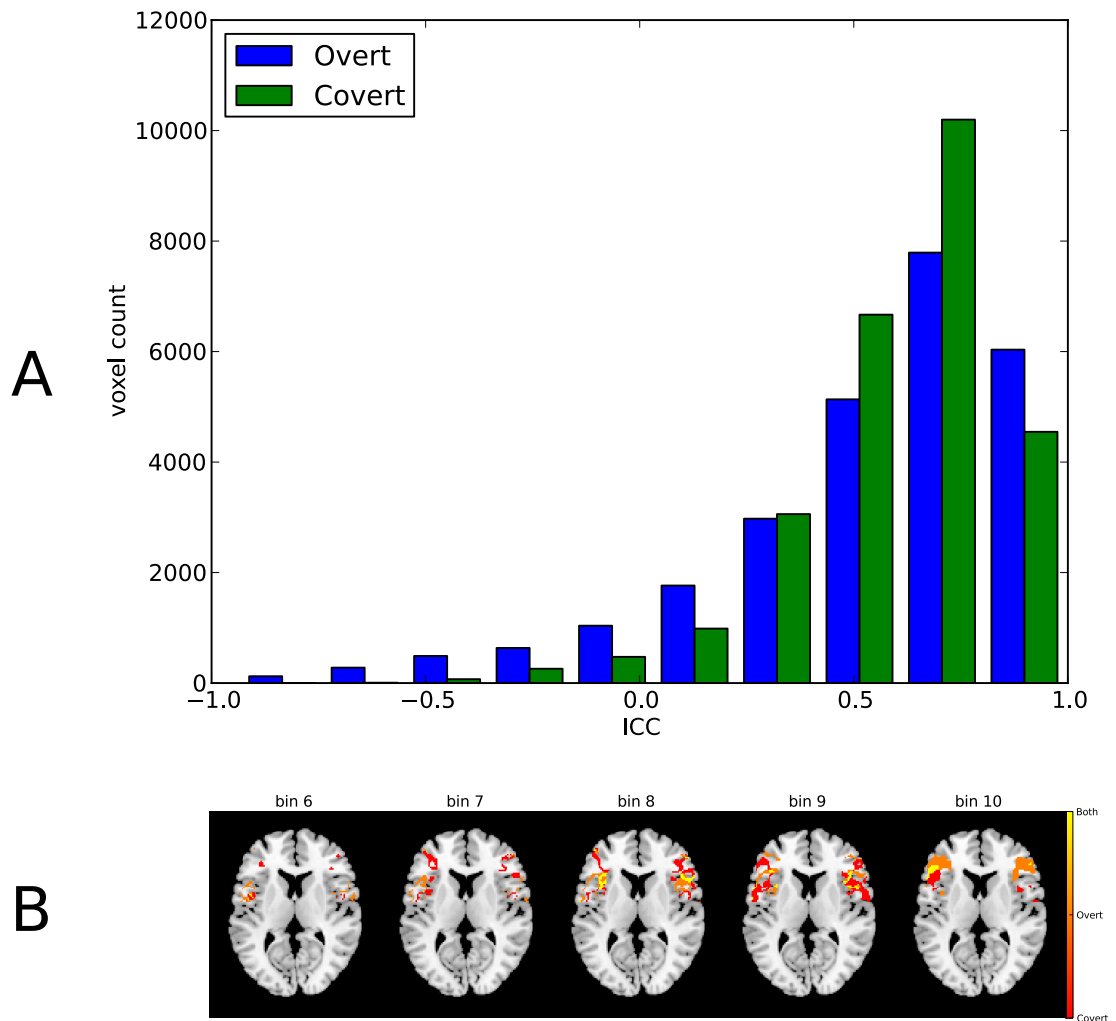 12000
Overt
Covert
10000
8000
6000
4000
2000
0
voxel count
A
−1.0 −0.5 0.0 0.5 1.0
ICC
bin 6 bin 7 bin 8 bin 9 bin 10
Both
Overt
Covert
B